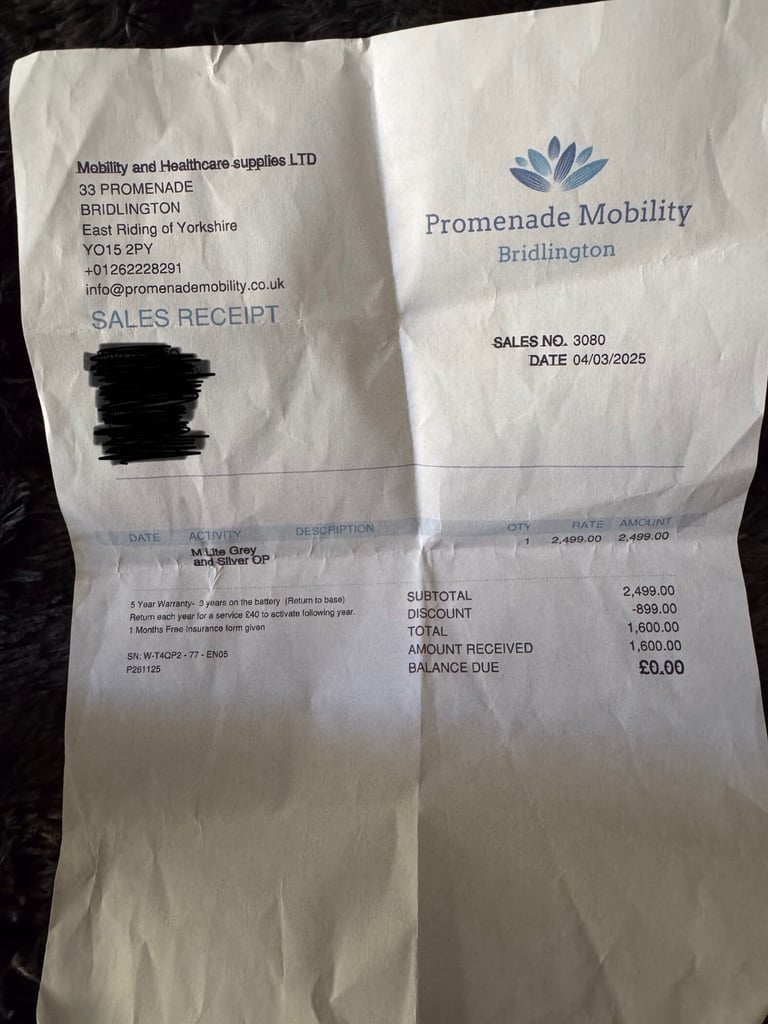 Mobility and Healthcare supplies LTD
33 PROMENADE
BRIDLINGTON
East Riding of Yorkshire
YO15 2PY
+01262228291
info@promenademobility.co.uk
Promenade Mobility
Bridlington
SALES RECEIPT
SALES NO. 3080
DATE 04/03/2025
DATE ACTIVITY DESCRIPTION QTY RATE AMOUNT
M Lite Grey 1 2,499.00 2,499.00
and Silver OP
5 Year Warranty- 3 years on the battery (Return to base)
Return each year for a service £40 to activate following year.
1 Months Free Insurance form given
SN: W-T4QP2 - 77 - EN05
P261125
SUBTOTAL 2,499.00
DISCOUNT -899.00
TOTAL 1,600.00
AMOUNT RECEIVED 1,600.00
BALANCE DUE £0.00